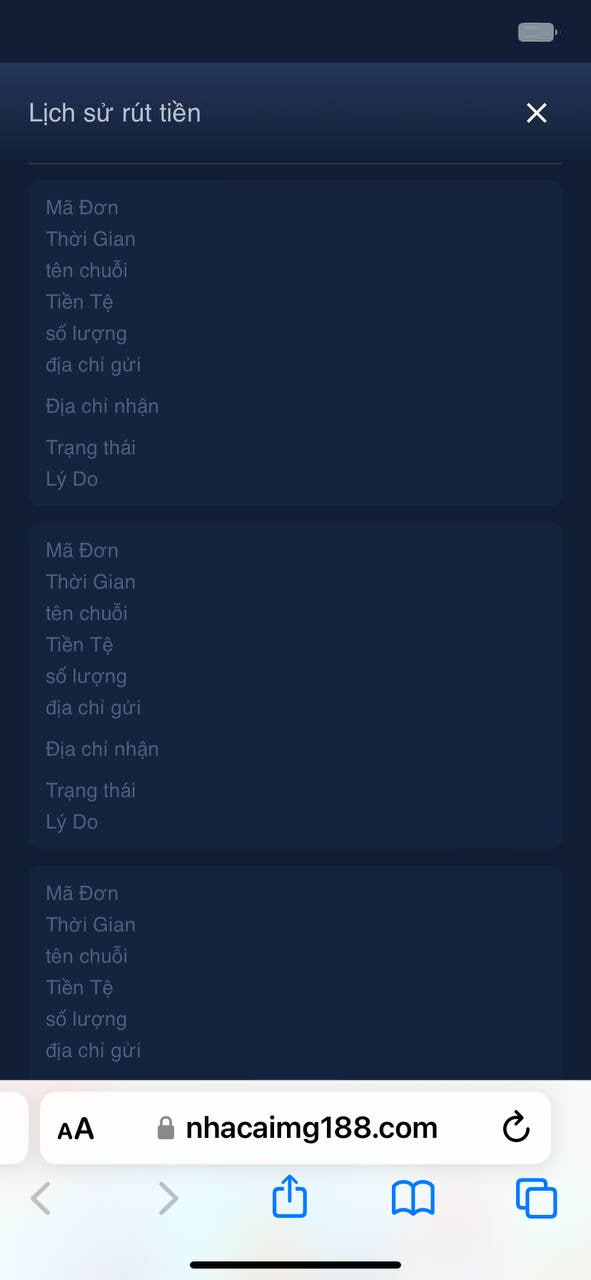 Lịch sử rút tiền
Mã Đơn
Thời Gian
tên chuỗi
Tiền Tệ
số lượng
địa chỉ gửi
Địa chỉ nhận
Trạng thái
Lý Do
Mã Đơn
Thời Gian
tên chuỗi
Tiền Tệ
số lượng
địa chỉ gửi
Địa chỉ nhận
Trạng thái
Lý Do
Mã Đơn
Thời Gian
tên chuỗi
Tiền Tệ
số lượng
địa chỉ gửi
AA nhacaimg188.com